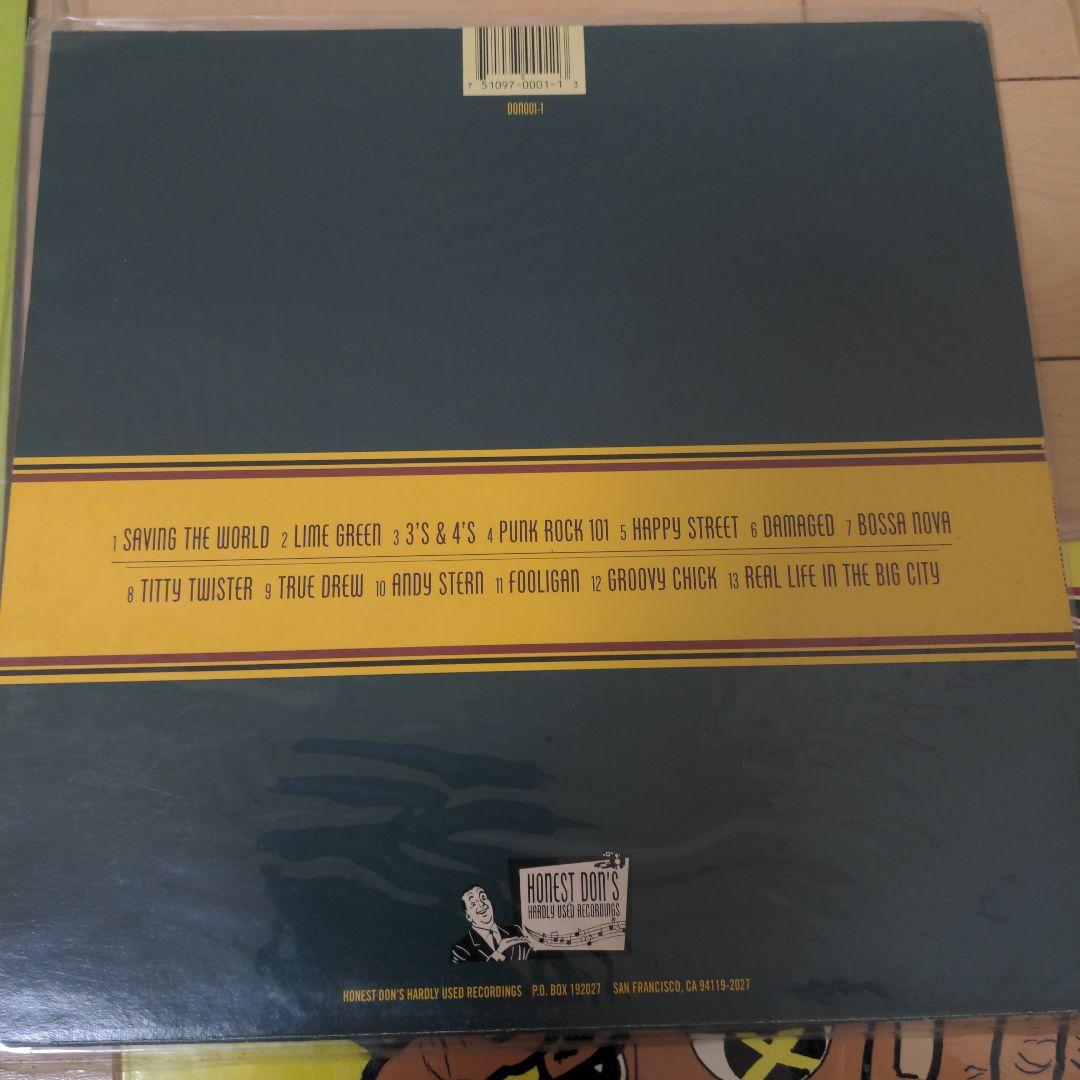 7 51097-0001-1 3
DON001-1
1 SAVING THE WORLD 2 LIME GREEN 3 3'S & 4'S 4 PUNK ROCK 101 5 HAPPY STREET 6 DAMAGED 7 BOSSA NOVA
8 TITTY TWISTER 9 TRUE DREW 10 ANDY STERN 11 FOOLIGAN 12 GROOVY CHICK 13 REAL LIFE IN THE BIG CITY
HONEST DON'S
HARDLY USED RECORDINGS
HONEST DON'S HARDLY USED RECORDINGS P.O. BOX 192027 SAN FRANCISCO, CA 94119-2027